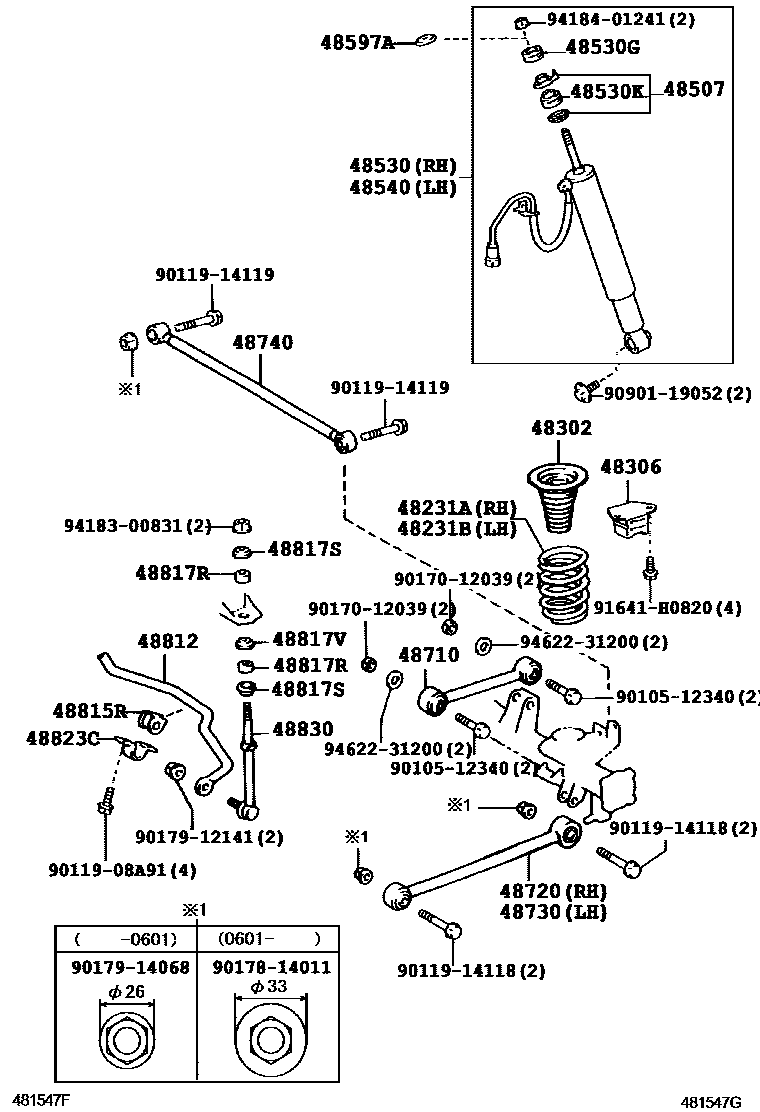 94184-01241(2)
48597A
48530G
48530K
48507
48530(RH)
48540(LH)
90119-14119
48740
※1
90119-14119
90901-19052(2)
48302
48306
48231A(RH)
48231B(LH)
94183-00831(2)
48817S
48817R
90170-12039(2)
91641-H0820(4)
90170-12039(2)
48812
48817V
94622-31200(2)
48710
48817R
48817S
90105-12340(2)
48815R
48830
48823C
94622-31200(2)
90105-12340(2)
※1
90179-12141(2)
90119-14118(2)
※1
90119-08A91(4)
48720(RH)
48730(LH)
※1
( -0601)
(0601- )
90179-14068
90178-14011
90119-14118(2)
φ26
φ33
481547F
481547G